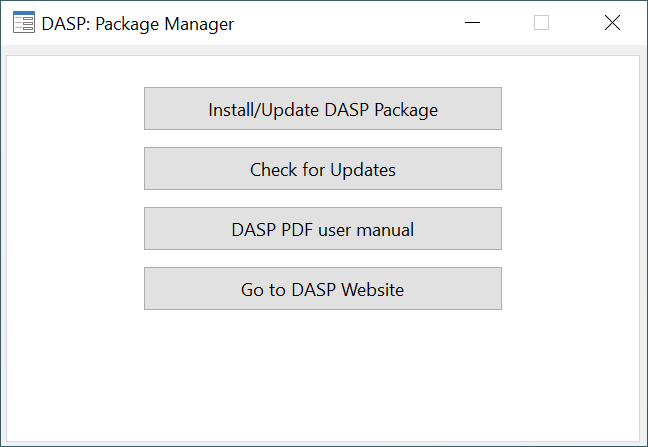 DASP: Package Manager
Install/Update DASP Package
Check for Updates
DASP PDF user manual
Go to DASP Website